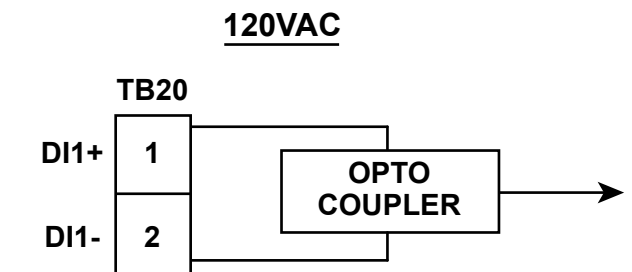 120VAC
TB20
DI1+ 1
OPTO
COUPLER
DI1- 2